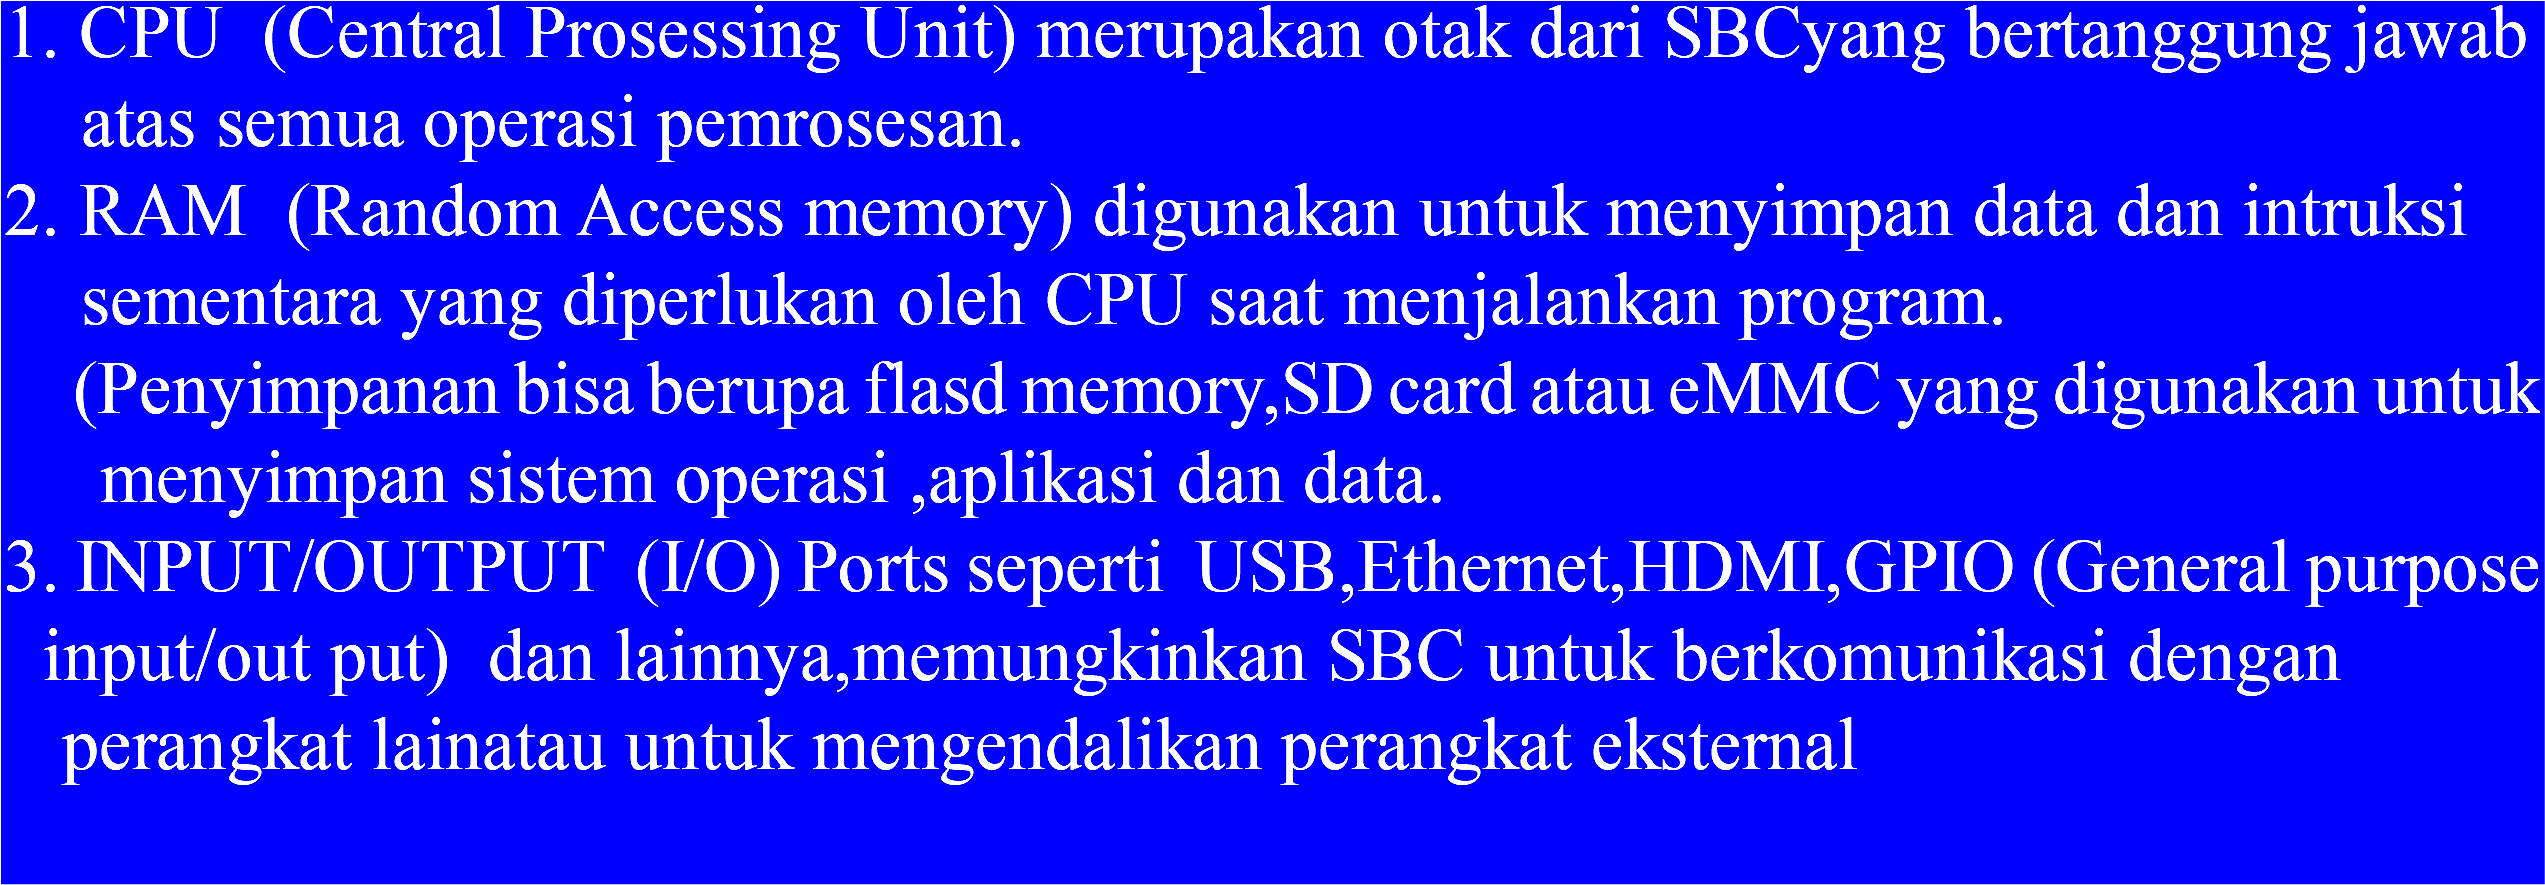 1. CPU (Central Prosessing Unit) merupakan otak dari SBCyang bertanggung jawab
atas semua operasi pemrosesan.
2. RAM (Random Access memory) digunakan untuk menyimpan data dan intruksi
sementara yang diperlukan oleh CPU saat menjalankan program.
(Penyimpanan bisa berupa flasd memory,SD card atau eMMC yang digunakan untuk
menyimpan sistem operasi ,aplikasi dan data.
3. INPUT/OUTPUT (I/O) Ports seperti USB,Ethernet,HDMI,GPIO (General purpose
input/out put) dan lainnya,memungkinkan SBC untuk berkomunikasi dengan
perangkat lainatau untuk mengendalikan perangkat eksternal